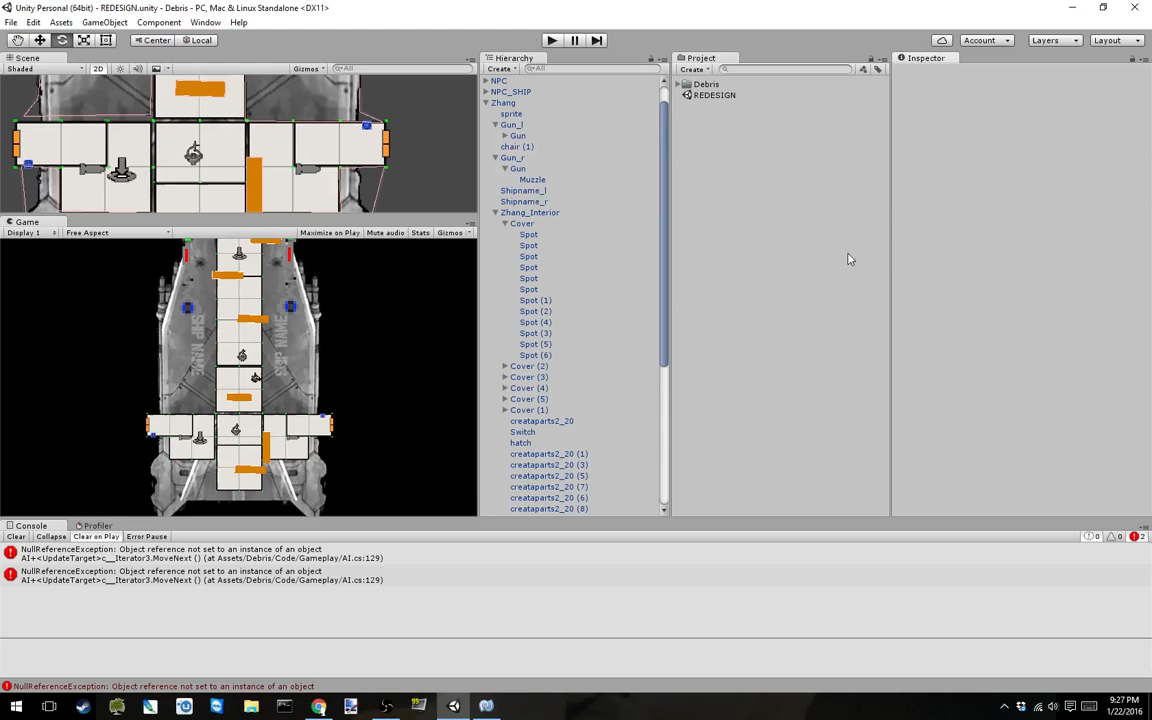 Unity Personal (64bit) - REDESIGN.unity - Debris - PC, Mac & Linux Standalone <DX11>
File Edit Assets GameObject Component Window Help
Center Local Account Layers Layout
Scene
Shaded 2D Gizmos All
Game
Display 1 Free Aspect Maximize on Play Mute audio Stats Gizmos
SHIP NAME SHIP NAME
Hierarchy
Create All
NPC
NPC_SHIP
Zhang
sprite
Gun_l
Gun
chair (1)
Gun_r
Gun
Muzzle
Shipname_l
Shipname_r
Zhang_Interior
Cover
Spot
Spot
Spot
Spot
Spot
Spot
Spot (1)
Spot (2)
Spot (4)
Spot (3)
Spot (5)
Spot (6)
Cover (2)
Cover (3)
Cover (4)
Cover (5)
Cover (1)
creataparts2_20
Switch
hatch
creataparts2_20 (1)
creataparts2_20 (3)
creataparts2_20 (5)
creataparts2_20 (7)
creataparts2_20 (6)
creataparts2_20 (8)
Project
Create
Debris
REDESIGN
Inspector
Console Profiler
Clear Collapse Clear on Play Error Pause 0 0 2
NullReferenceException: Object reference not set to an instance of an object
AI+<UpdateTarget>c__Iterator3.MoveNext () (at Assets/Debris/Code/Gameplay/AI.cs:129)
NullReferenceException: Object reference not set to an instance of an object
AI+<UpdateTarget>c__Iterator3.MoveNext () (at Assets/Debris/Code/Gameplay/AI.cs:129)
NullReferenceException: Object reference not set to an instance of an object
99
9:27 PM
1/22/2016